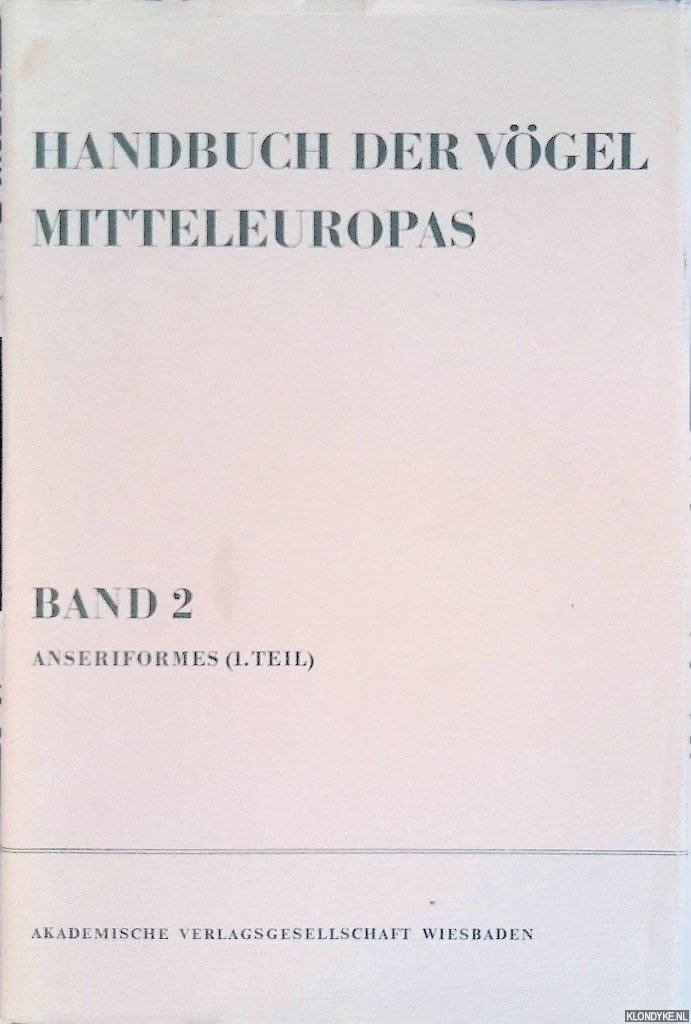 HANDBUCH DER VÖGEL
MITTELEUROPAS
BAND 2
ANSERIFORMES (1. TEIL)
AKADEMISCHE VERLAGSGESELLSCHAFT WIESBADEN
KLONDYKE.NL